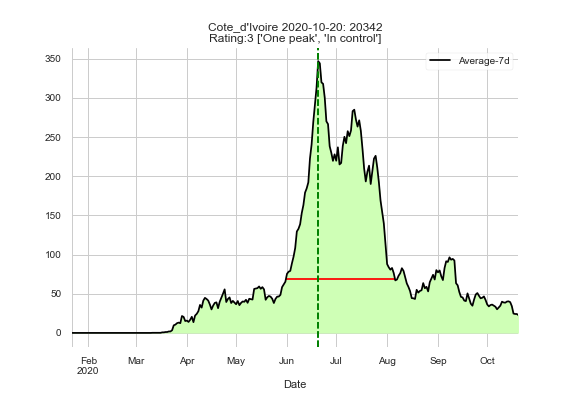 Cote_d'Ivoire 2020-10-20: 20342
Rating:3 ['One peak', 'In control']
Average-7d
350
300
250
200
150
100
50
0
Feb Mar Apr May Jun Jul Aug Sep Oct
2020
Date